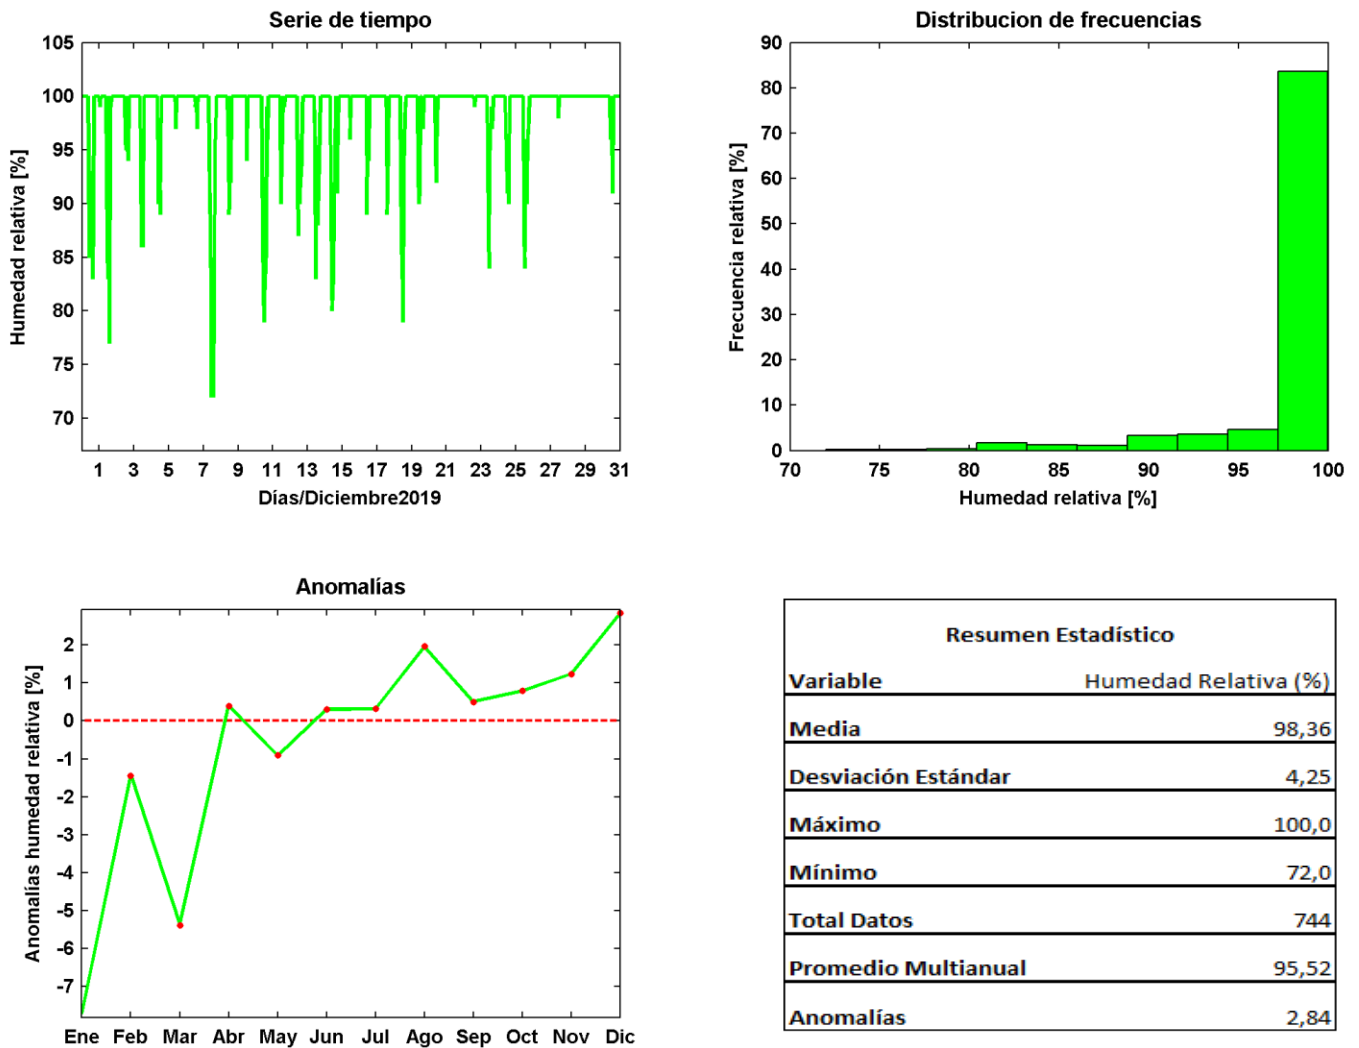 Serie de tiempo
105
100
95
90
85
80
75
70
Humedad relativa [%]
1 3 5 7 9 11 13 15 17 19 21 23 25 27 29 31
Días/Diciembre2019
Distribucion de frecuencias
90
80
70
60
50
40
30
20
10
0
Frecuencia relativa [%]
70 75 80 85 90 95 100
Humedad relativa [%]
Anomalías
2
1
0
-1
-2
-3
-4
-5
-6
-7
Anomalías humedad relativa [%]
Ene Feb Mar Abr May Jun Jul Ago Sep Oct Nov Dic
Resumen Estadístico
Variable Humedad Relativa (%)
Media 98,36
Desviación Estándar 4,25
Máximo 100,0
Mínimo 72,0
Total Datos 744
Promedio Multianual 95,52
Anomalías 2,84